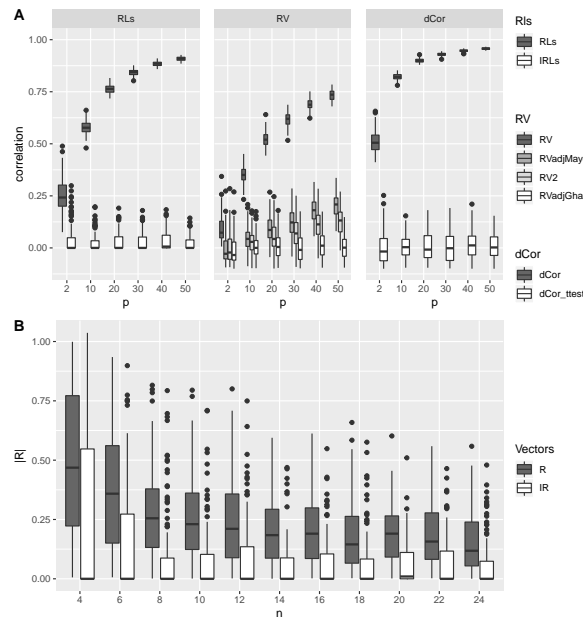 A
RLs
RV
dCor
correlation
1.00
0.75
0.50
0.25
0.00
2 10 20 30 40 50
2 10 20 30 40 50
2 10 20 30 40 50
p
p
p
Rls
RLs
IRLs
RV
RV
RVadjMay
RV2
RVadjGha
dCor
dCor
dCor_ttest
B
|R|
1.00
0.75
0.50
0.25
0.00
4 6 8 10 12 14 16 18 20 22 24
n
Vectors
R
IR